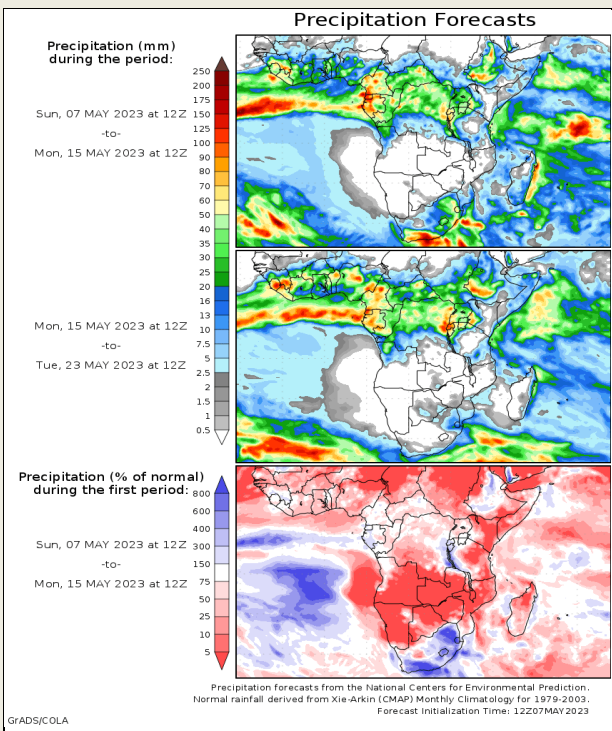 Precipitation Forecasts
Precipitation (mm)
during the period:
Sun, 07 MAY 2023 at 12Z
-to-
Mon, 15 MAY 2023 at 12Z
250
200
175
150
125
100
90
80
70
60
50
40
35
30
25
20
16
13
10
7.5
5
2.5
2
1.5
1
0.5
Mon, 15 MAY 2023 at 12Z
-to-
Tue, 23 MAY 2023 at 12Z
Precipitation (% of normal)
during the first period:
Sun, 07 MAY 2023 at 12Z
-to-
Mon, 15 MAY 2023 at 12Z
800
600
400
300
150
75
50
25
10
5
Precipitation forecasts from the National Centers for Environmental Prediction.
Normal rainfall derived from Xie-Arkin (CMAP) Monthly Climatology for 1979-2003.
Forecast Initialization Time: 12Z07MAY2023
GrADS/COLA